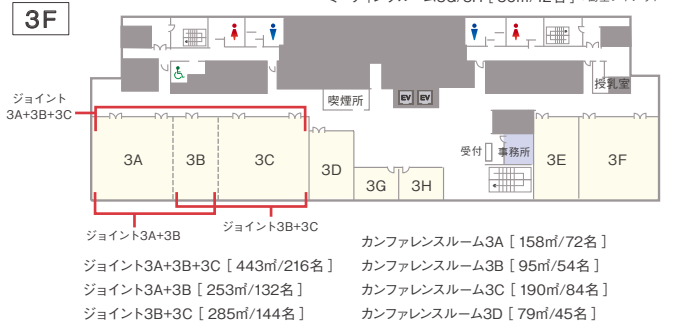 3F
喫煙所
EV EV
授乳室
ジョイント
3A+3B+3C
3A
3B
3C
3D
3G
3H
受付
事務所
3E
3F
ジョイント3A+3B
ジョイント3B+3C
ジョイント3A+3B+3C [ 443㎡/216名 ]
ジョイント3A+3B [ 253㎡/132名 ]
ジョイント3B+3C [ 285㎡/144名 ]
カンファレンスルーム3A [ 158㎡/72名 ]
カンファレンスルーム3B [ 95㎡/54名 ]
カンファレンスルーム3C [ 190㎡/84名 ]
カンファレンスルーム3D [ 79㎡/45名 ]